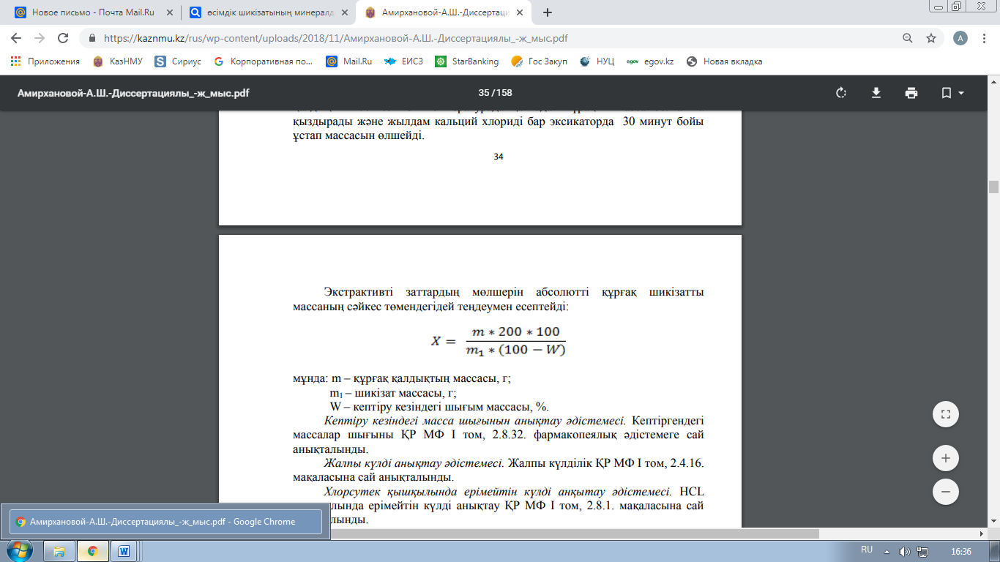 Новое письмо - Почта Mail.Ru
өсімдік шикізатының минералд
Амирхановой-А.Ш.-Диссертаци
https://kaznmu.kz/rus/wp-content/uploads/2018/11/Амирхановой-А.Ш.-Диссертациялы_-ж_мыс.pdf
A
Приложения
КазНМУ
Сириус
Корпоративная по...
Mail.Ru
ЕИСЗ
StarBanking
Гос Закуп
НУЦ
egov.kz
Новая вкладка
Амирхановой-А.Ш.-Диссертациялы_-ж_мыс.pdf
35 / 158
қыздырады және жылдам кальций хлориді бар эксикаторда 30 минут бойы
ұстап массасын өлшейді.
34
Экстрактивті заттардың мөлшерін абсолютті құрғақ шикізатты
массаның сәйкес төмендегідей теңдеумен есептейді:
X = m * 200 * 100 / m₁ * (100 − W)
мұнда: m – құрғақ қалдықтың массасы, г;
m₁ – шикізат массасы, г;
W – кептіру кезіндегі шығым массасы, %.
Кептіру кезіндегі масса шығынын анықтау әдістемесі. Кептіргендегі
массалар шығыны ҚР МФ I том, 2.8.32. фармакопеялық әдістемеге сай
анықталынды.
Жалпы күлді анықтау әдістемесі. Жалпы күлділік ҚР МФ I том, 2.4.16.
мақаласына сай анықталынды.
Хлорсутек қышқылында ерімейтін күлді анқытау әдістемесі. HCL
лында ерімейтін күлді анықтау ҚР МФ I том, 2.8.1. мақаласына сай
лынды.
Амирхановой-А.Ш.-Диссертациялы_-ж_мыс.pdf - Google Chrome
RU
16:36